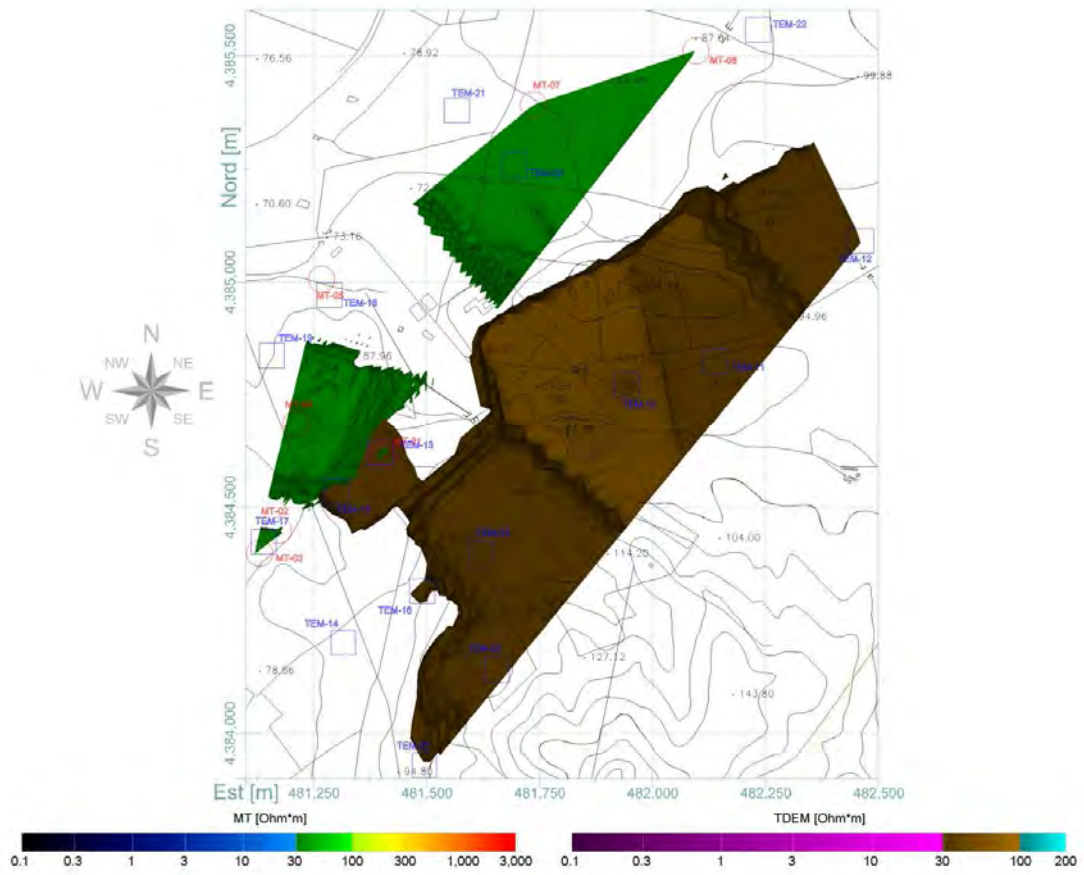 87.64
TEM-22
4,385,500
76.56
78.92
MT-08
99.88
MT-07
TEM-21
Nord [m]
72.
70.60
73.16
TEM-12
4,385,000
MT-05
TEM-18
94.96
N
NW NE
W E
SW SE
S
87.96
TEM-11
TEM-13
4,384,500
MT-02
TEM-17
MT-03
104.00
114.20
TEM-16
TEM-14
127.12
78.66
143.80
4,384,000
94.80
Est [m]
481.250 481.500 481.750 482.000 482.250 482.500
MT [Ohm*m]
TDEM [Ohm*m]
0.1 0.3 1 3 10 30 100 300 1,000 3,000
0.1 0.3 1 3 10 30 100 200